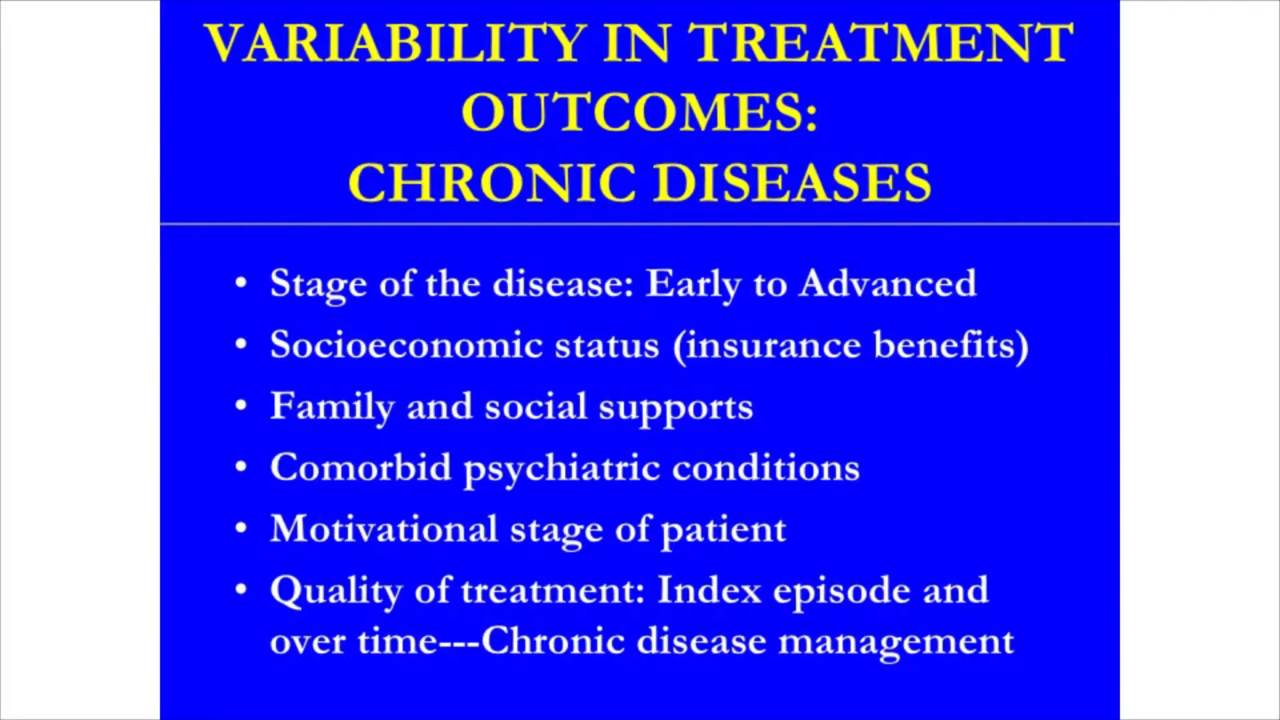 VARIABILITY IN TREATMENT
OUTCOMES:
CHRONIC DISEASES
• Stage of the disease: Early to Advanced
• Socioeconomic status (insurance benefits)
• Family and social supports
• Comorbid psychiatric conditions
• Motivational stage of patient
• Quality of treatment: Index episode and
over time---Chronic disease management